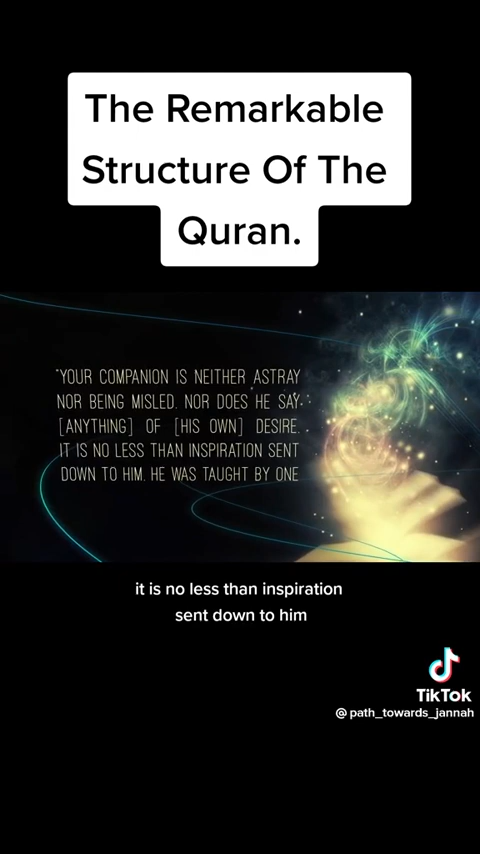 The Remarkable
Structure Of The
Quran.
"YOUR COMPANION IS NEITHER ASTRAY
NOR BEING MISLED. NOR DOES HE SAY
[ANYTHING] OF [HIS OWN] DESIRE.
IT IS NO LESS THAN INSPIRATION SENT
DOWN TO HIM. HE WAS TAUGHT BY ONE
it is no less than inspiration
sent down to him
TikTok
@path_towards_jannah